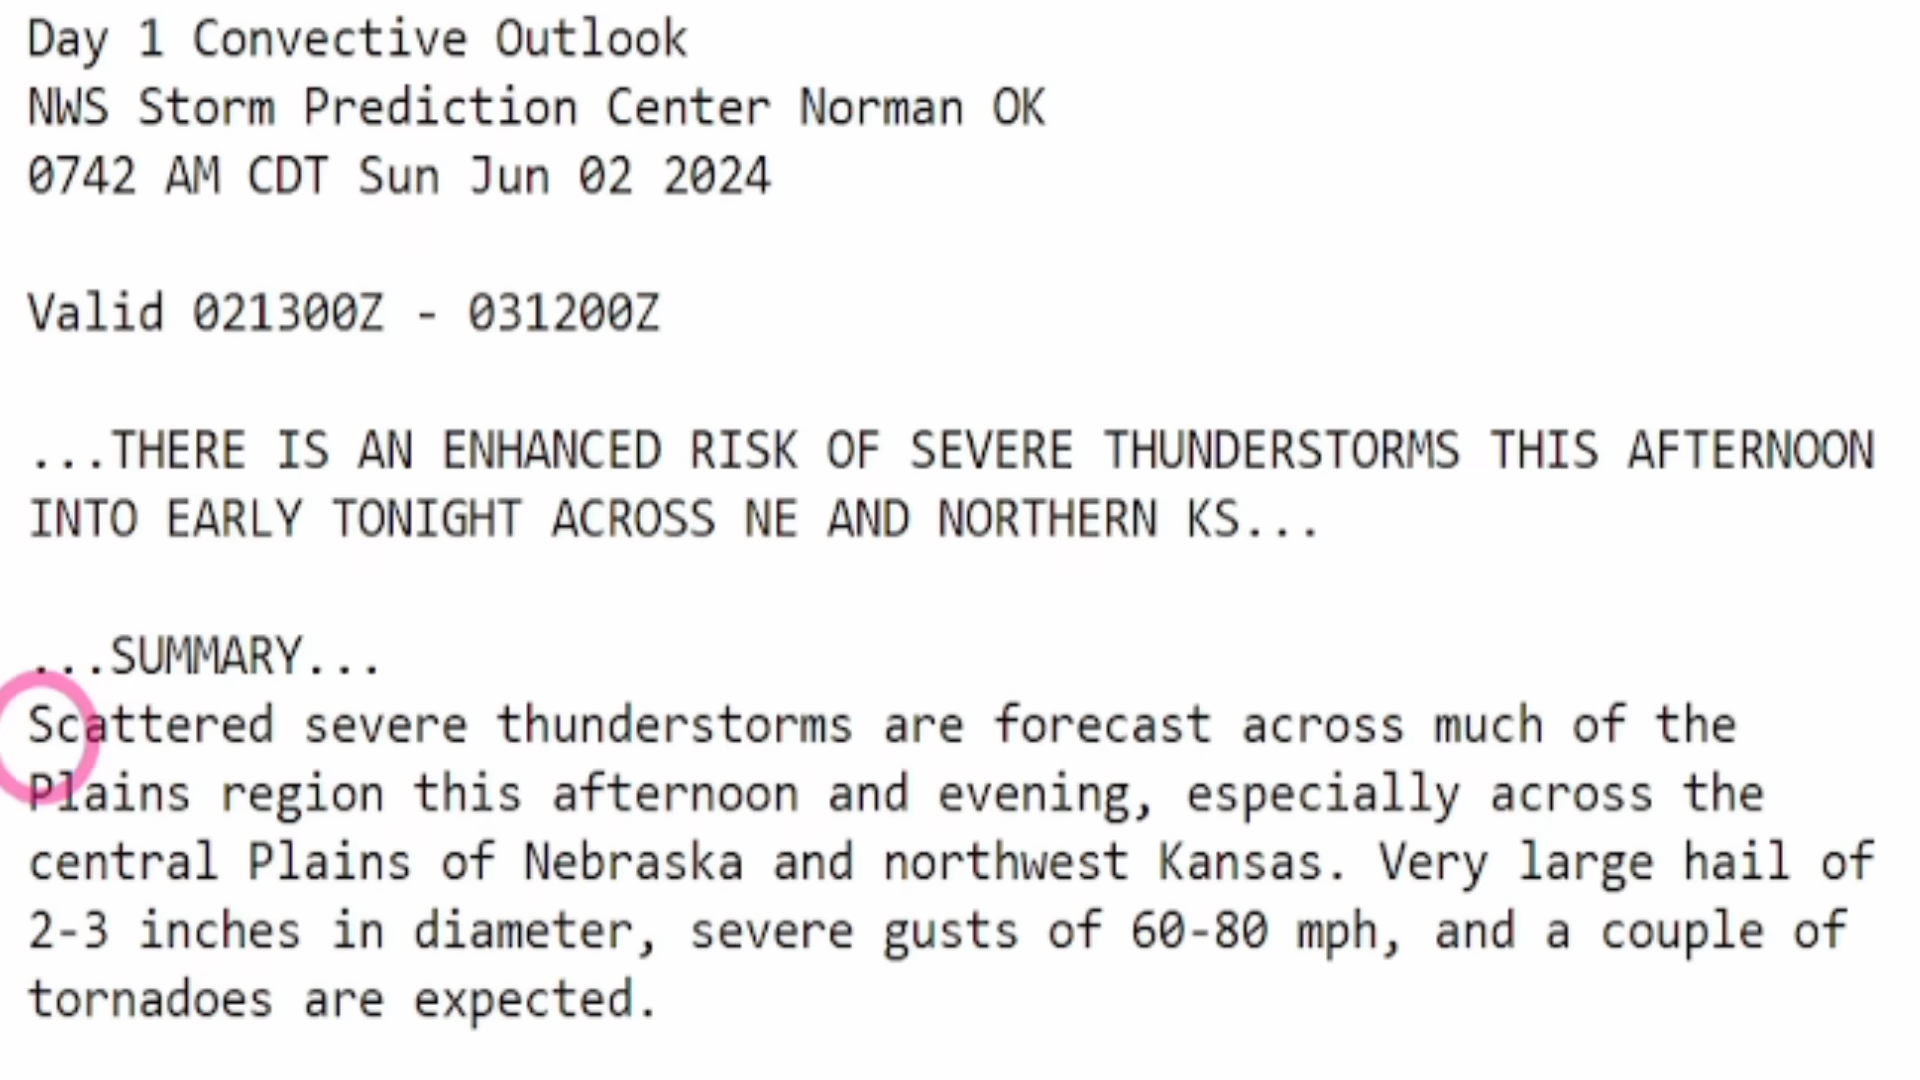 Day 1 Convective Outlook
NWS Storm Prediction Center Norman OK
0742 AM CDT Sun Jun 02 2024
Valid 021300Z - 031200Z
...THERE IS AN ENHANCED RISK OF SEVERE THUNDERSTORMS THIS AFTERNOON
INTO EARLY TONIGHT ACROSS NE AND NORTHERN KS...
...SUMMARY...
Scattered severe thunderstorms are forecast across much of the
Plains region this afternoon and evening, especially across the
central Plains of Nebraska and northwest Kansas. Very large hail of
2-3 inches in diameter, severe gusts of 60-80 mph, and a couple of
tornadoes are expected.